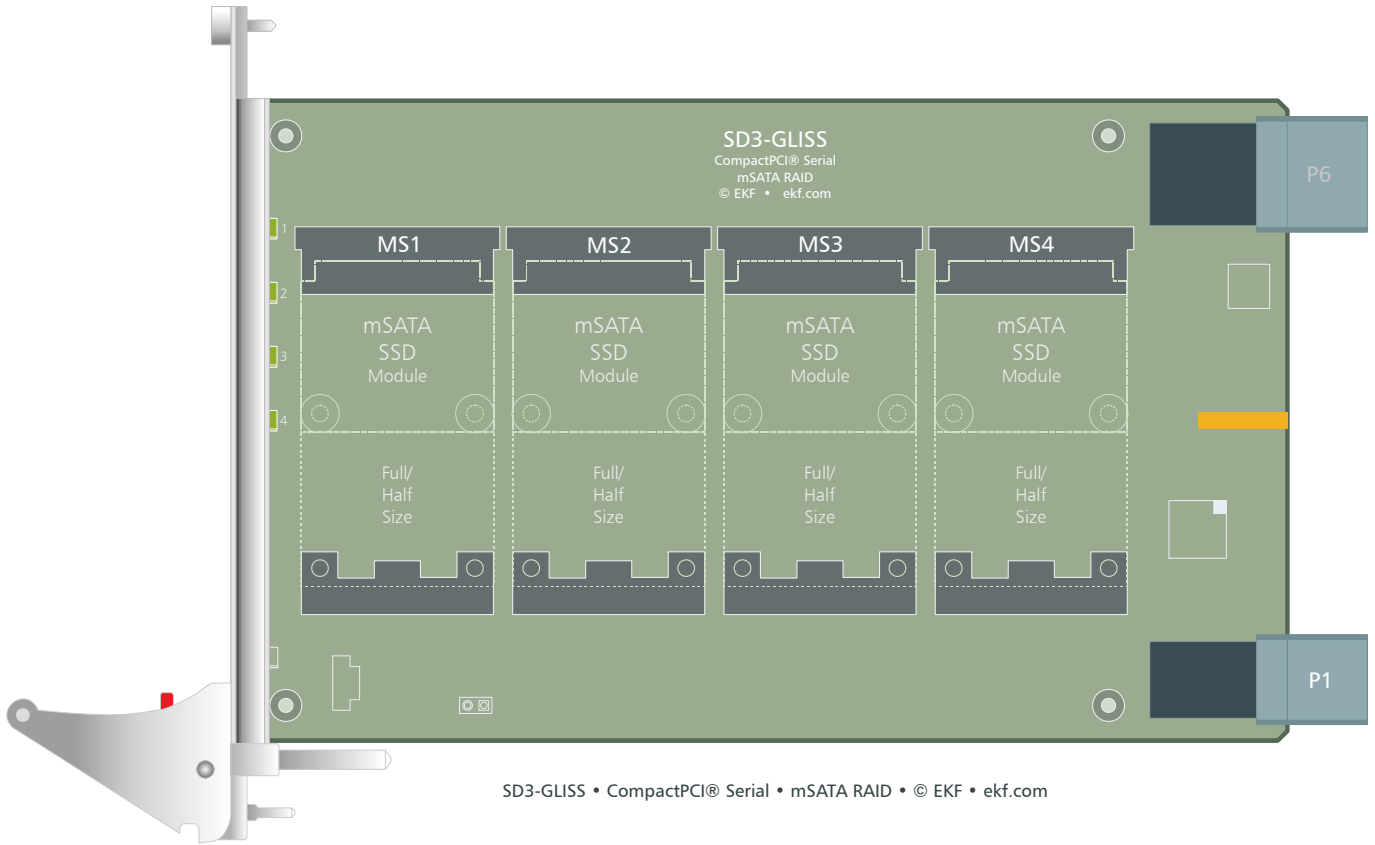 SD3-GLISS
CompactPCI® Serial
mSATA RAID
© EKF • ekf.com
P6
1
2
3
4
MS1
MS2
MS3
MS4
mSATA
SSD
Module
mSATA
SSD
Module
mSATA
SSD
Module
mSATA
SSD
Module
Full/
Half
Size
Full/
Half
Size
Full/
Half
Size
Full/
Half
Size
P1
SD3-GLISS • CompactPCI® Serial • mSATA RAID • © EKF • ekf.com